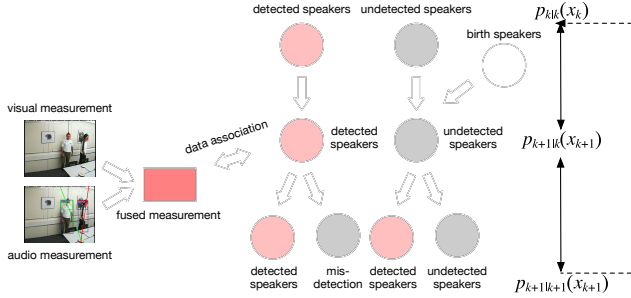 detected speakers
undetected speakers
p_{k|k}(x_k)
birth speakers
visual measurement
data association
detected
speakers
undetected
speakers
p_{k+1|k}(x_{k+1})
fused measurement
audio measurement
detected
speakers
mis-
detection
detected
speakers
undetected
speakers
p_{k+1|k+1}(x_{k+1})